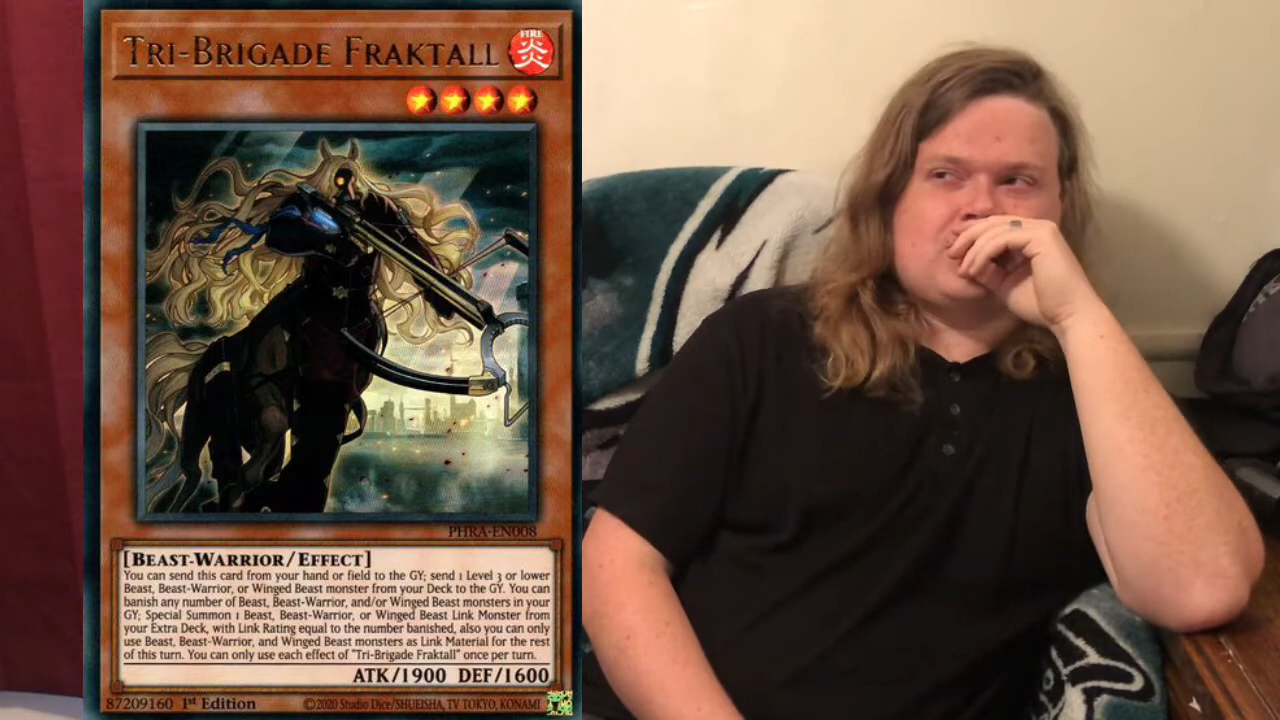 Tri-Brigade Fraktall
FIRE
炎
PHRA-EN008
[Beast-Warrior/Effect]
You can send this card from your hand or field to the GY; send 1 Level 3 or lower
Beast, Beast-Warrior, or Winged Beast monster from your Deck to the GY. You can
banish any number of Beast, Beast-Warrior, and/or Winged Beast monsters in your
GY; Special Summon 1 Beast, Beast-Warrior, or Winged Beast Link Monster from
your Extra Deck, with Link Rating equal to the number banished, also you can only
use Beast, Beast-Warrior, and Winged Beast monsters as Link Material for the rest
of this turn. You can only use each effect of "Tri-Brigade Fraktall" once per turn.
ATK/1900 DEF/1600
87209160 1st Edition ©2020 Studio Dice/SHUEISHA, TV TOKYO, KONAMI